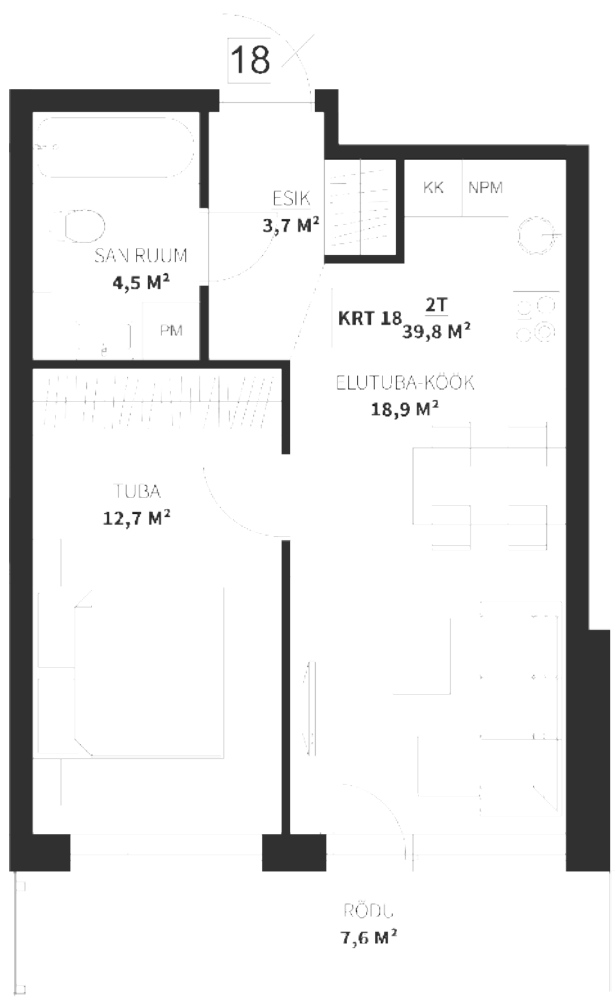 18
ESIK
3,7 M²
KK NPM
SAN RUUM
4,5 M²
PM
KRT 18 2T
39,8 M²
ELUTUBA-KÖÖK
18,9 M²
TUBA
12,7 M²
RÕDU
7,6 M²